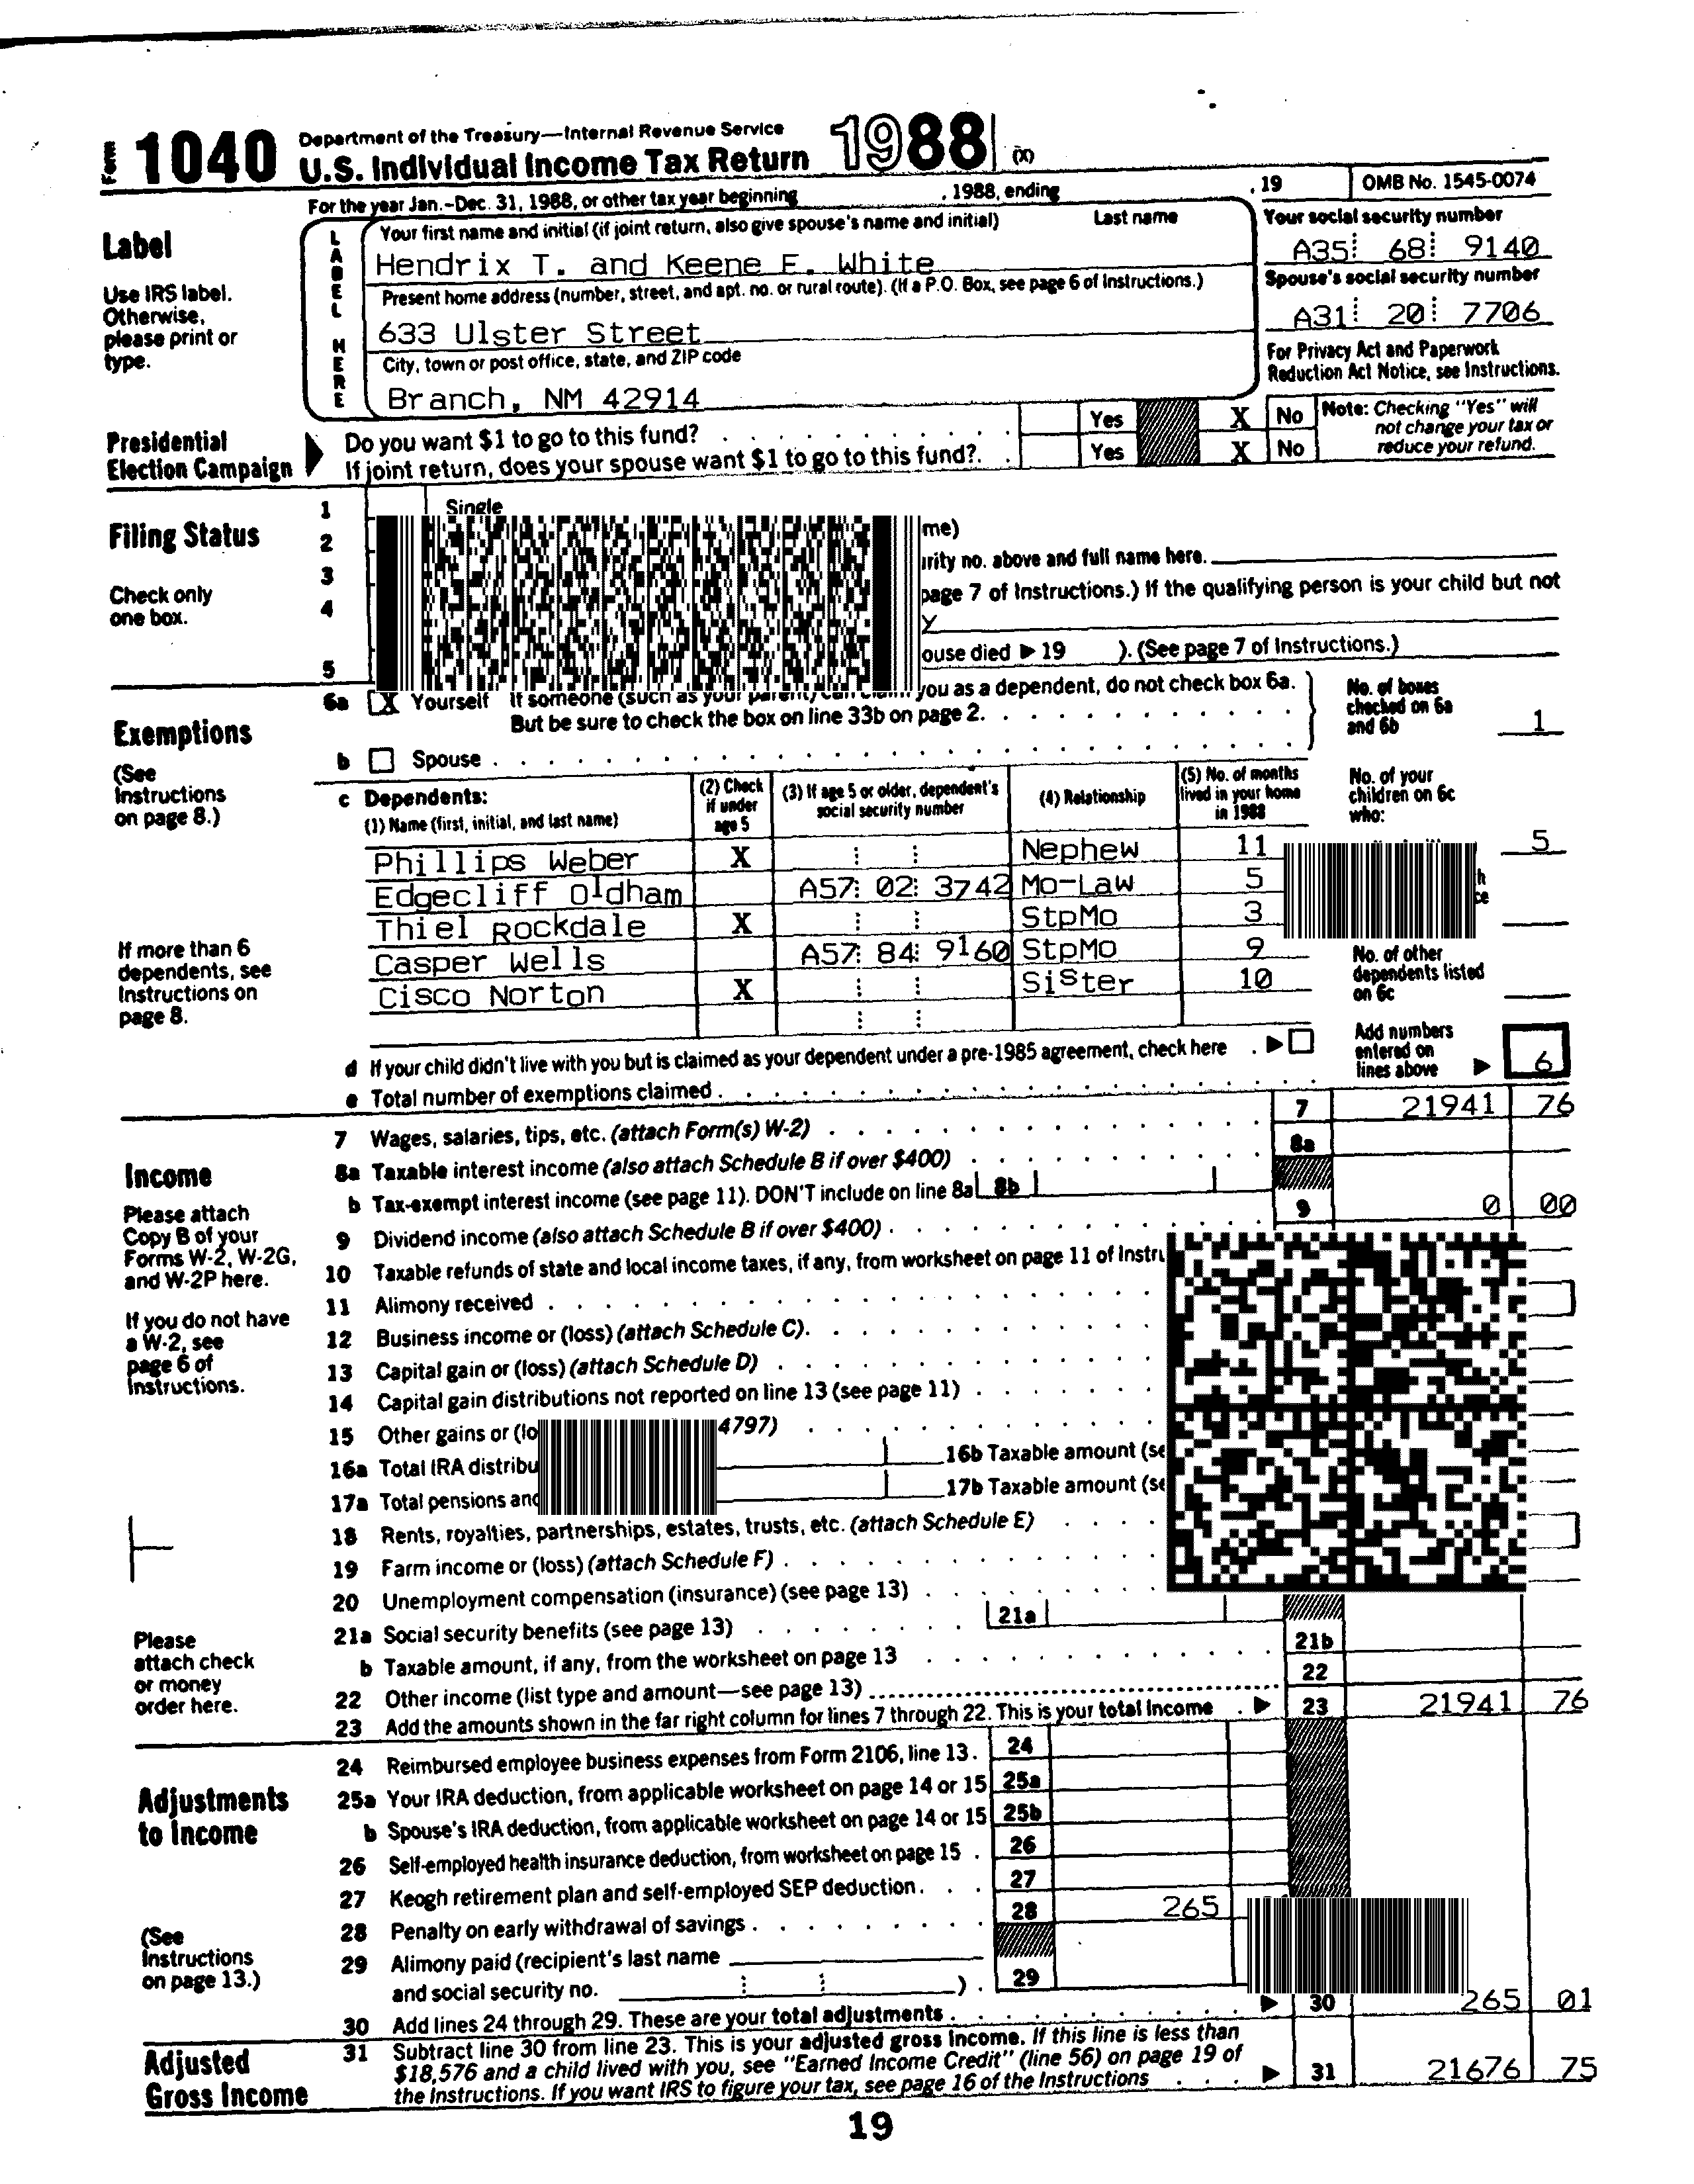 Form 1040 Department of the Treasury—Internal Revenue Service
U.S. Individual Income Tax Return 1988 (X)
For the year Jan.–Dec. 31, 1988, or other tax year beginning , 1988, ending , 19 OMB No. 1545-0074
Label
Use IRS label.
Otherwise,
please print or
type.
LABEL HERE
Your first name and initial (if joint return, also give spouse's name and initial) Last name
Hendrix T. and Keene E. White
Your social security number
A35 68 9140
Present home address (number, street, and apt. no. or rural route). (If a P.O. Box, see page 6 of Instructions.)
633 Ulster Street
Spouse's social security number
A31 20 7706
City, town or post office, state, and ZIP code
Branch, NM 42914
For Privacy Act and Paperwork
Reduction Act Notice, see Instructions.
Presidential
Election Campaign
Do you want $1 to go to this fund? Yes X No
If joint return, does your spouse want $1 to go to this fund?. Yes X No
Note: Checking "Yes" will
not change your tax or
reduce your refund.
Filing Status
Check only
one box.
1 Single
2 me)
3 urity no. above and full name here.
4 page 7 of Instructions.) If the qualifying person is your child but not
y
5 ouse died ▶ 19 ). (See page 7 of Instructions.)
Exemptions
(See
Instructions
on page 8.)
If more than 6
dependents, see
Instructions on
page 8.
6a X Yourself If someone (such as your parent) can claim you as a dependent, do not check box 6a.
But be sure to check the box on line 33b on page 2.
b Spouse
No. of boxes
checked on 6a
and 6b 1
c Dependents:
(1) Name (first, initial, and last name)
(2) Check
if under
age 5
(3) If age 5 or older, dependent's
social security number
(4) Relationship
(5) No. of months
lived in your home
in 1988
No. of your
children on 6c
who:
Phillips Weber X Nephew 11 5
Edgecliff Oldham A57 02 3742 Mo-Law 5
Thiel Rockdale X StpMo 3
Casper Wells A57 84 9160 StpMo 9
Cisco Norton X Sister 10
No. of other
dependents listed
on 6c
d If your child didn't live with you but is claimed as your dependent under a pre-1985 agreement, check here . ▶
e Total number of exemptions claimed
Add numbers
entered on
lines above ▶ 6
Income
Please attach
Copy B of your
Forms W-2, W-2G,
and W-2P here.
If you do not have
a W-2, see
page 6 of
Instructions.
Please
attach check
or money
order here.
7 Wages, salaries, tips, etc. (attach Form(s) W-2) 7 21941 76
8a Taxable interest income (also attach Schedule B if over $400) 8a
b Tax-exempt interest income (see page 11). DON'T include on line 8a 8b
9 Dividend income (also attach Schedule B if over $400) 9 0 00
10 Taxable refunds of state and local income taxes, if any, from worksheet on page 11 of Instru
11 Alimony received
12 Business income or (loss) (attach Schedule C).
13 Capital gain or (loss) (attach Schedule D)
14 Capital gain distributions not reported on line 13 (see page 11)
15 Other gains or (lo 4797)
16a Total IRA distribu 16b Taxable amount (se
17a Total pensions and 17b Taxable amount (se
18 Rents, royalties, partnerships, estates, trusts, etc. (attach Schedule E)
19 Farm income or (loss) (attach Schedule F)
20 Unemployment compensation (insurance) (see page 13)
21a Social security benefits (see page 13) 21a
b Taxable amount, if any, from the worksheet on page 13 21b
22 Other income (list type and amount—see page 13) 22
23 Add the amounts shown in the far right column for lines 7 through 22. This is your total income . ▶ 23 21941 76
Adjustments
to Income
(See
Instructions
on page 13.)
24 Reimbursed employee business expenses from Form 2106, line 13. 24
25a Your IRA deduction, from applicable worksheet on page 14 or 15 25a
b Spouse's IRA deduction, from applicable worksheet on page 14 or 15 25b
26 Self-employed health insurance deduction, from worksheet on page 15 . 26
27 Keogh retirement plan and self-employed SEP deduction. 27
28 Penalty on early withdrawal of savings 28 265
29 Alimony paid (recipient's last name
and social security no. ) . 29
30 Add lines 24 through 29. These are your total adjustments ▶ 30 265 01
Adjusted
Gross Income
31 Subtract line 30 from line 23. This is your adjusted gross income. If this line is less than
$18,576 and a child lived with you, see "Earned Income Credit" (line 56) on page 19 of
the Instructions. If you want IRS to figure your tax, see page 16 of the Instructions ▶ 31 21676 75
19